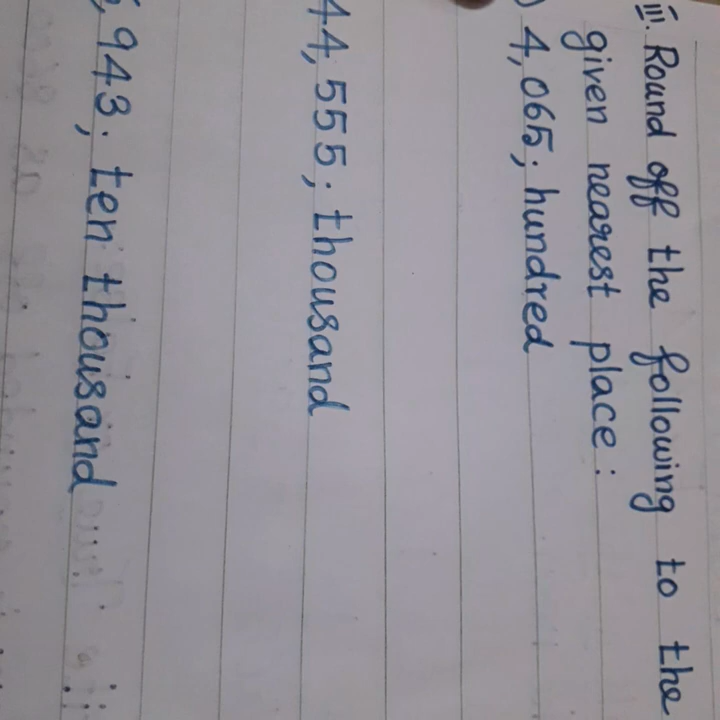 iii. Round off the following to the
given nearest place:
) 4,065; hundred
44,555; thousand
,943; ten thousand